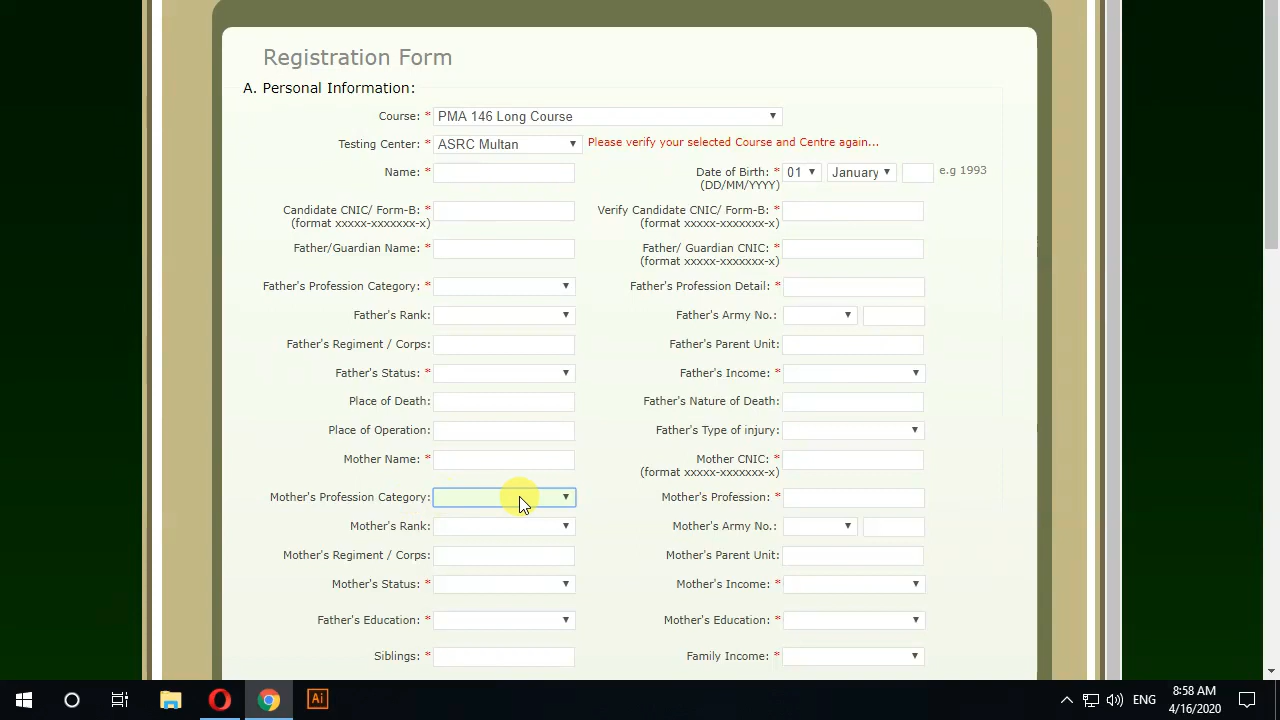 Registration Form
A. Personal Information:
Course: * PMA 146 Long Course
Testing Center: * ASRC Multan Please verify your selected Course and Centre again...
Name: * Date of Birth: * 01 January e.g 1993
(DD/MM/YYYY)
Candidate CNIC/ Form-B: * Verify Candidate CNIC/ Form-B: *
(format xxxxx-xxxxxxx-x) (format xxxxx-xxxxxxx-x)
Father/Guardian Name: * Father/ Guardian CNIC: *
(format xxxxx-xxxxxxx-x)
Father's Profession Category: * Father's Profession Detail: *
Father's Rank: Father's Army No.:
Father's Regiment / Corps: Father's Parent Unit:
Father's Status: * Father's Income: *
Place of Death: Father's Nature of Death:
Place of Operation: Father's Type of injury:
Mother Name: * Mother CNIC: *
(format xxxxx-xxxxxxx-x)
Mother's Profession Category: Mother's Profession: *
Mother's Rank: Mother's Army No.:
Mother's Regiment / Corps: Mother's Parent Unit:
Mother's Status: * Mother's Income: *
Father's Education: * Mother's Education: *
Siblings: * Family Income: *
Ai ENG 8:58 AM
4/16/2020